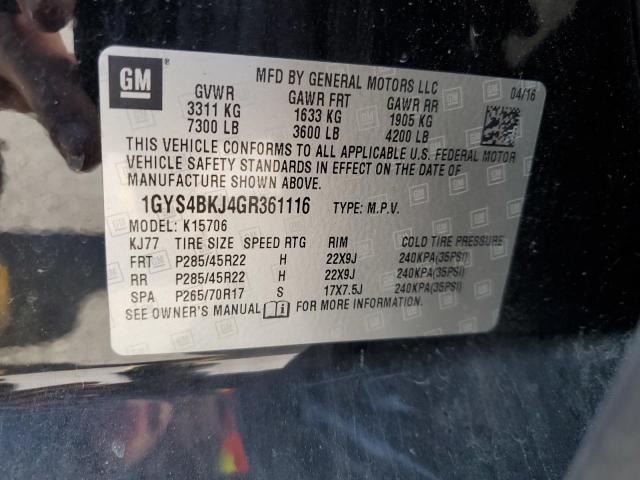 GM
MFD BY GENERAL MOTORS LLC 04/16
GVWR GAWR FRT GAWR RR
3311 KG 1633 KG 1905 KG
7300 LB 3600 LB 4200 LB
THIS VEHICLE CONFORMS TO ALL APPLICABLE U.S. FEDERAL MOTOR
VEHICLE SAFETY STANDARDS IN EFFECT ON THE DATE OF
MANUFACTURE SHOWN ABOVE.
1GYS4BKJ4GR361116 TYPE: M.P.V.
MODEL: K15706
KJ77 TIRE SIZE SPEED RTG RIM COLD TIRE PRESSURE
FRT P285/45R22 H 22X9J 240KPA(35PSI)
RR P285/45R22 H 22X9J 240KPA(35PSI)
SPA P265/70R17 S 17X7.5J 240KPA(35PSI)
SEE OWNER'S MANUAL FOR MORE INFORMATION.